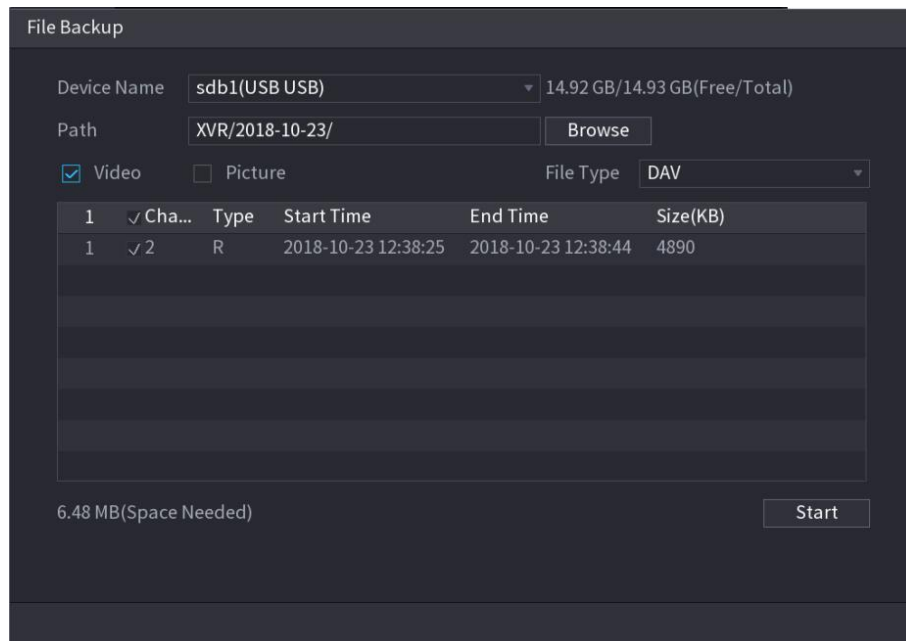 File Backup
Device Name sdb1(USB USB) 14.92 GB/14.93 GB(Free/Total)
Path XVR/2018-10-23/ Browse
Video Picture File Type DAV
1 Cha... Type Start Time End Time Size(KB)
1 2 R 2018-10-23 12:38:25 2018-10-23 12:38:44 4890
6.48 MB(Space Needed) Start